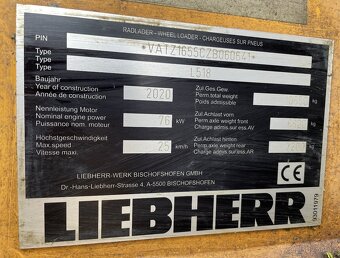 RADLADER - WHEEL LOADER - CHARGEUSES SUR PNEUS
PIN *VATZ1655CZB060641*
Type
Type L518
Type
Baujahr
Year of construction 2020
Année de construction
Zul Ges.Gew.
Perm.total weight kg
Poids admissible
Nennleistung Motor
Nominal engine power 76 kW
Puissance nom. moteur
Zul Achslast vorn
Perm axle weight front kg
Charge admis sur ess.AV
Höchstgeschwindigkeit
Max.speed 25 km/h
Vitesse maxi.
Zul Achslast hinten
Perm axle weight rear kg
Charge admiss sur ess.AR
LIEBHERR-WERK BISCHOFSHOFEN GMBH
Dr.-Hans-Liebherr-Strasse 4, A-5500 BISCHOFSHOFEN
CE
LIEBHERR
93011979